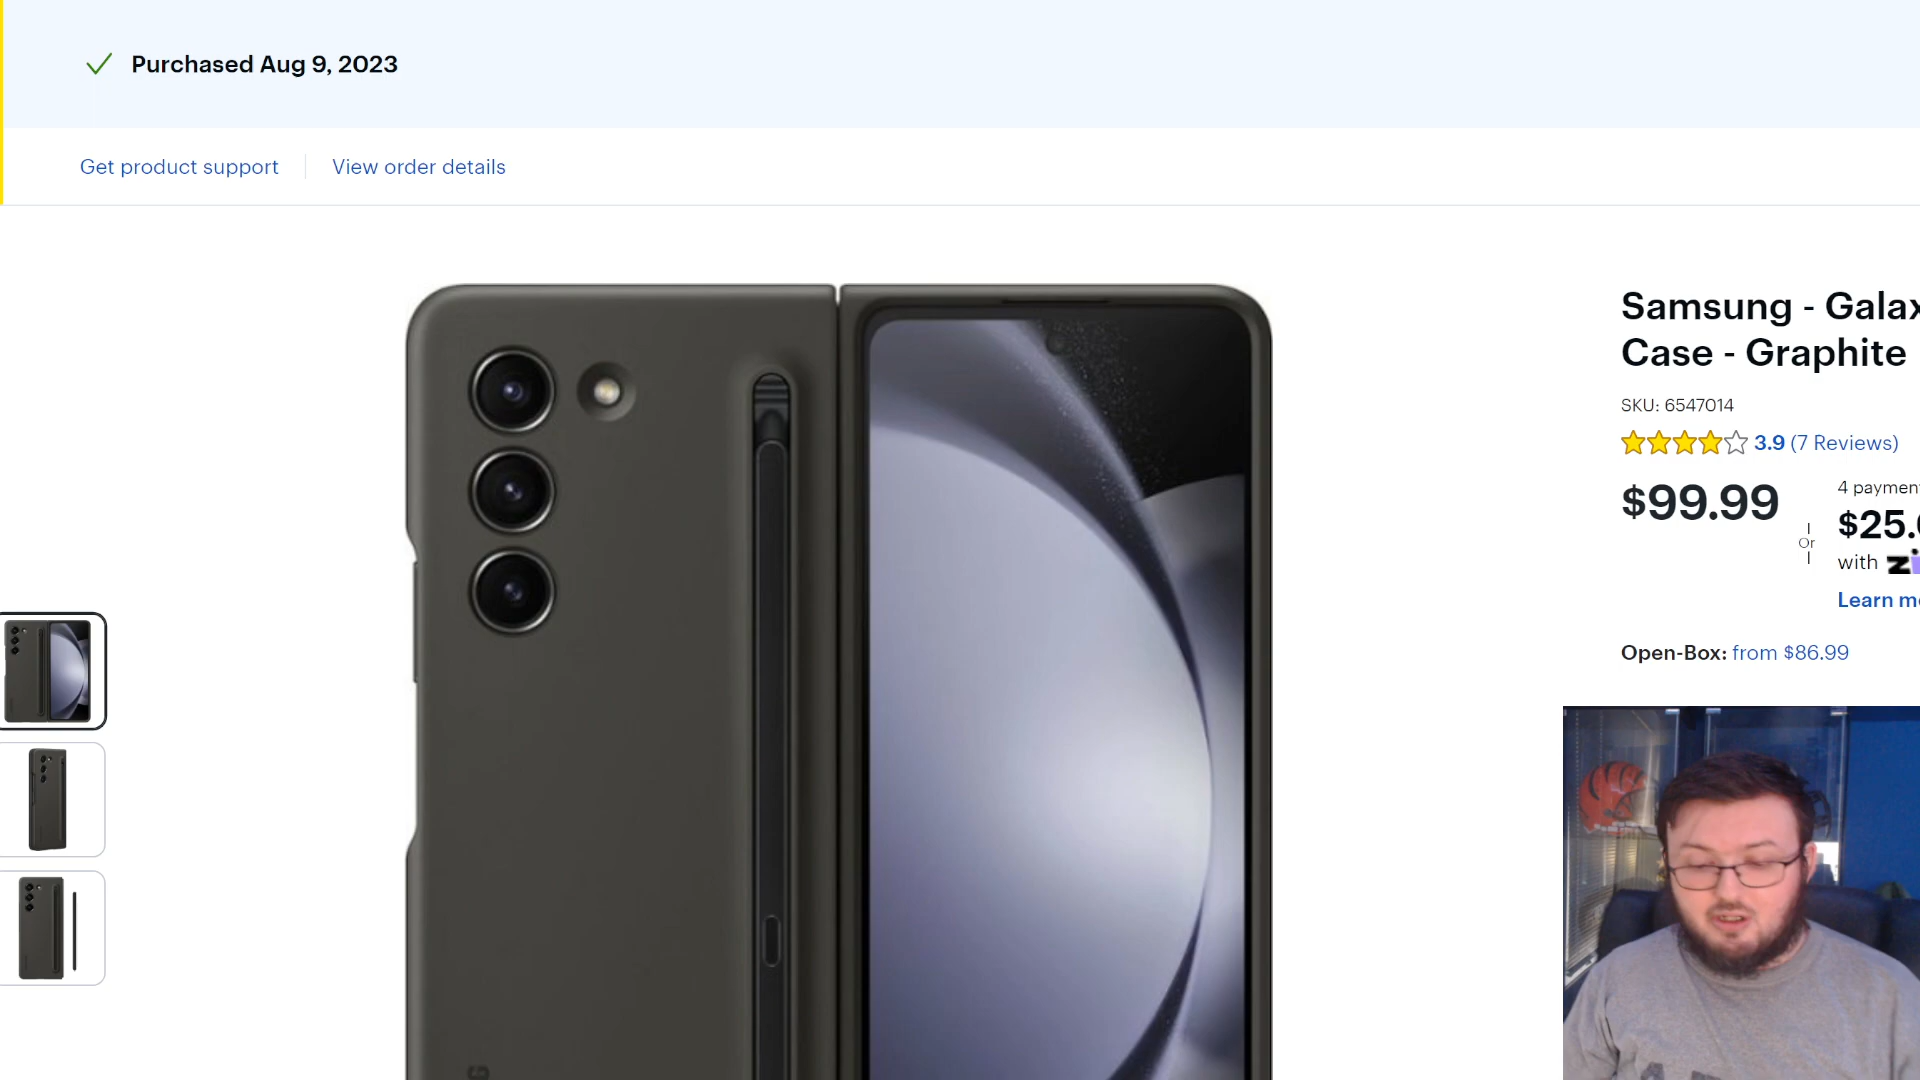 Purchased Aug 9, 2023
Get product support
View order details
Samsung - Galax
Case - Graphite
SKU: 6547014
3.9 (7 Reviews)
$99.99
Or
4 paymen
$25.
with
Learn m
Open-Box: from $86.99
G